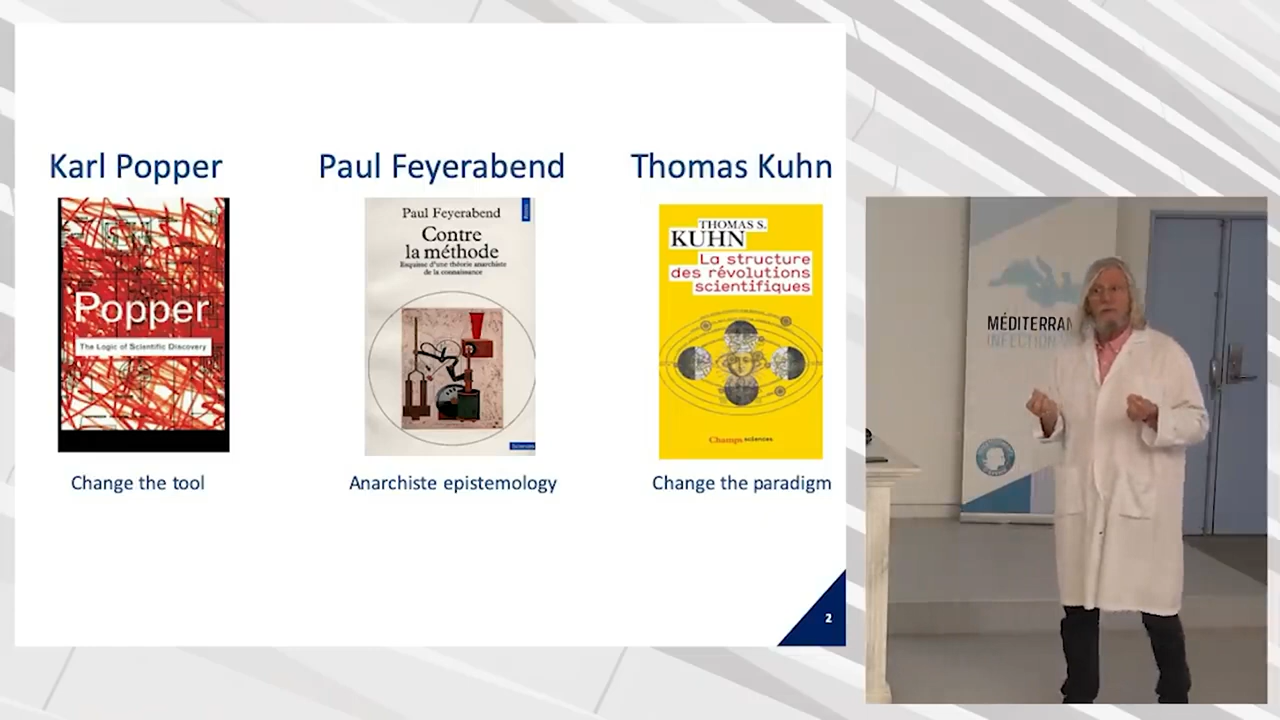 Karl Popper
Paul Feyerabend
Thomas Kuhn
Popper
The Logic of Scientific Discovery
Paul Feyerabend
Contre
la méthode
Esquisse d'une théorie anarchiste
de la connaissance
Sciences
THOMAS S.
KUHN
La structure
des révolutions
scientifiques
Champs sciences
Change the tool
Anarchiste epistemology
Change the paradigm
2
MÉDITERRAN
INFECTION